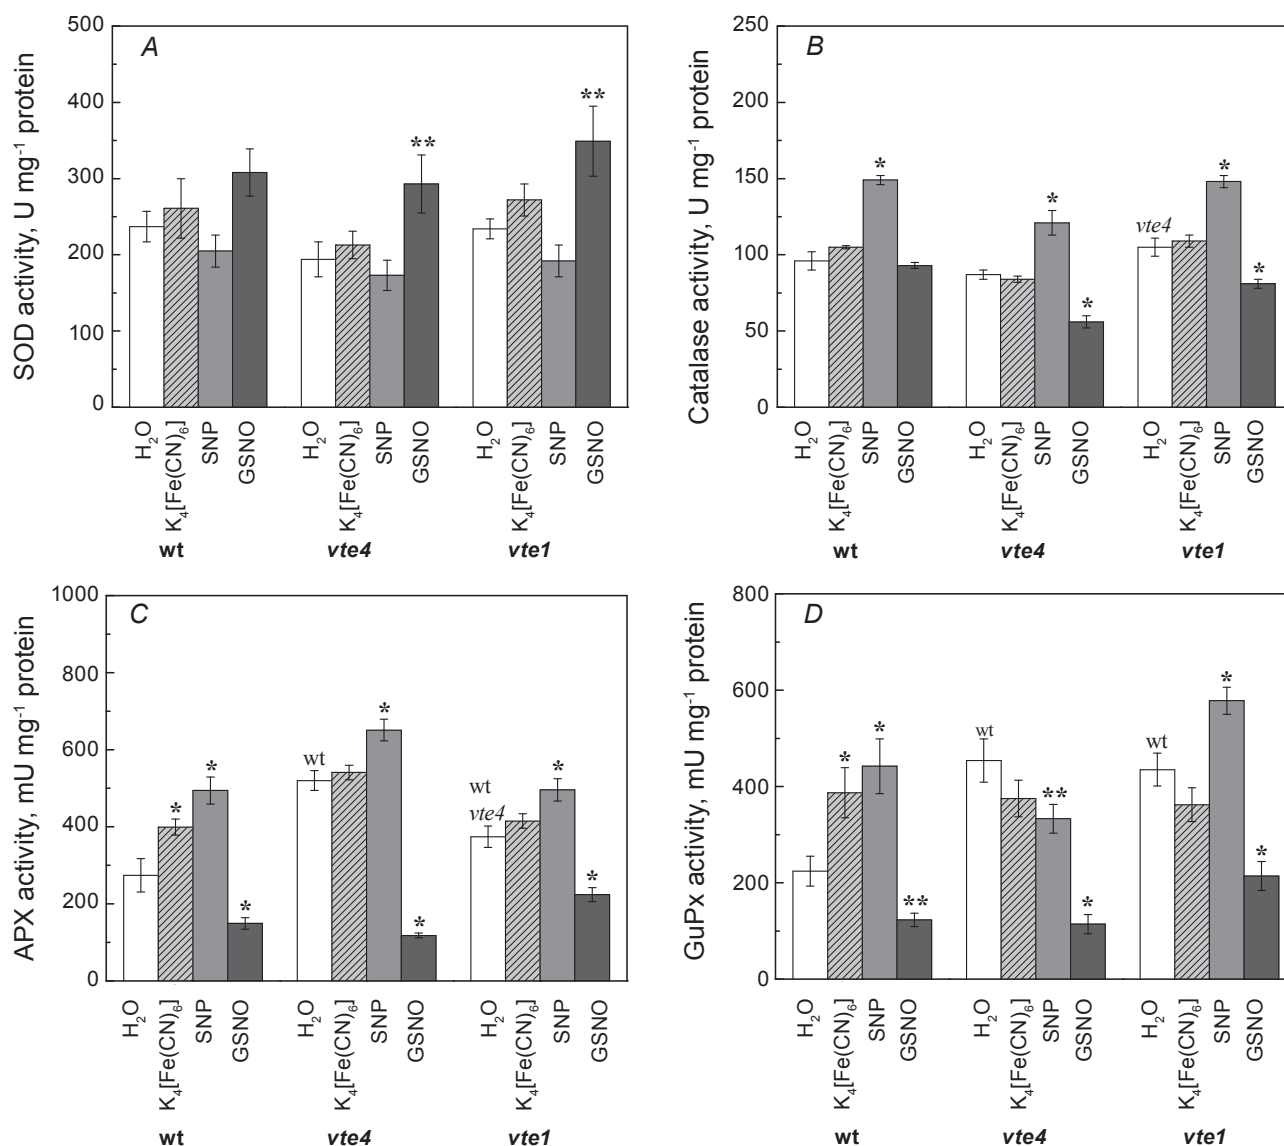 A
SOD activity, U mg⁻¹ protein
500
400
300
200
100
0
**
**
H₂O
K₄[Fe(CN)₆]
SNP
GSNO
H₂O
K₄[Fe(CN)₆]
SNP
GSNO
H₂O
K₄[Fe(CN)₆]
SNP
GSNO
wt
vte4
vte1
B
Catalase activity, U mg⁻¹ protein
250
200
150
100
50
0
*
*
*
vte4
*
*
H₂O
K₄[Fe(CN)₆]
SNP
GSNO
H₂O
K₄[Fe(CN)₆]
SNP
GSNO
H₂O
K₄[Fe(CN)₆]
SNP
GSNO
wt
vte4
vte1
C
APX activity, mU mg⁻¹ protein
1000
800
600
400
200
0
*
*
*
wt
*
*
wt
vte4
*
*
H₂O
K₄[Fe(CN)₆]
SNP
GSNO
H₂O
K₄[Fe(CN)₆]
SNP
GSNO
H₂O
K₄[Fe(CN)₆]
SNP
GSNO
wt
vte4
vte1
D
GuPx activity, mU mg⁻¹ protein
800
600
400
200
0
*
*
**
wt
**
*
wt
*
*
H₂O
K₄[Fe(CN)₆]
SNP
GSNO
H₂O
K₄[Fe(CN)₆]
SNP
GSNO
H₂O
K₄[Fe(CN)₆]
SNP
GSNO
wt
vte4
vte1